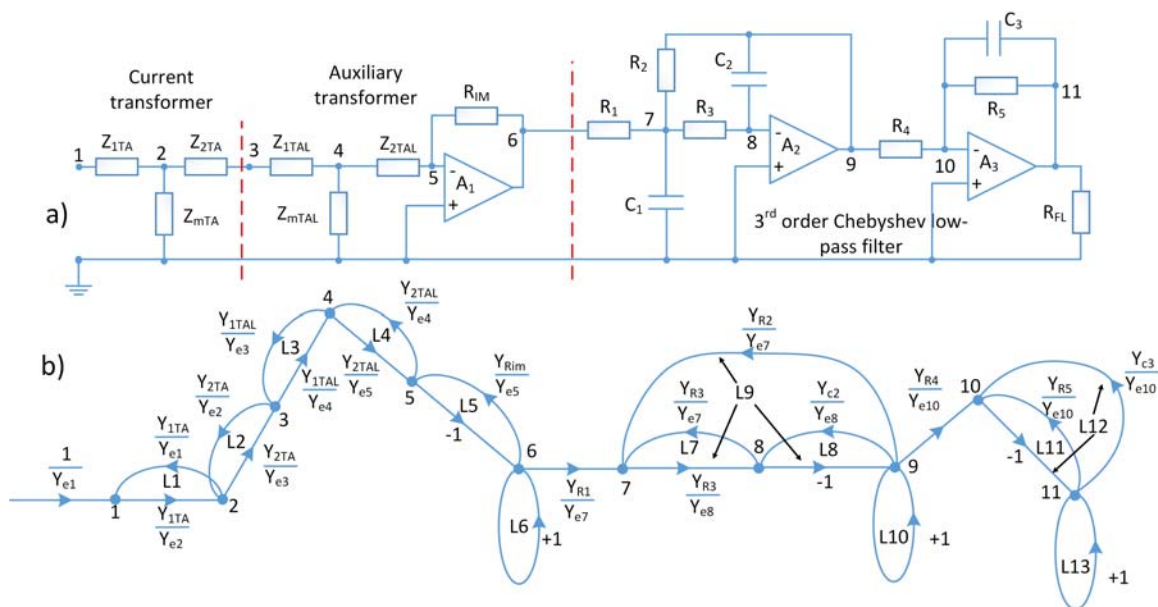 Current
transformer
Auxiliary
transformer
1
Z1TA
2
Z2TA
3
Z1TAL
4
Z2TAL
5
RIM
-
+
A1
6
ZmTA
ZmTAL
a)
R1
7
R2
R3
C2
8
-
+
A2
9
C1
R4
10
C3
R5
11
-
+
A3
RFL
3rd order Chebyshev low-
pass filter
b)
1
Ye1
1
Y1TA
Ye1
L1
Y1TA
Ye2
2
Y2TA
Ye2
L2
Y2TA
Ye3
3
Y1TAL
Ye3
L3
Y1TAL
Ye4
4
Y2TAL
Ye4
L4
Y2TAL
Ye5
5
YRim
Ye5
L5
-1
6
L6
+1
YR1
Ye7
7
YR2
Ye7
L9
YR3
Ye7
L7
YR3
Ye8
8
Yc2
Ye8
L8
-1
9
L10
+1
YR4
Ye10
10
YR5
Ye10
Yc3
Ye10
L12
L11
-1
11
L13
+1